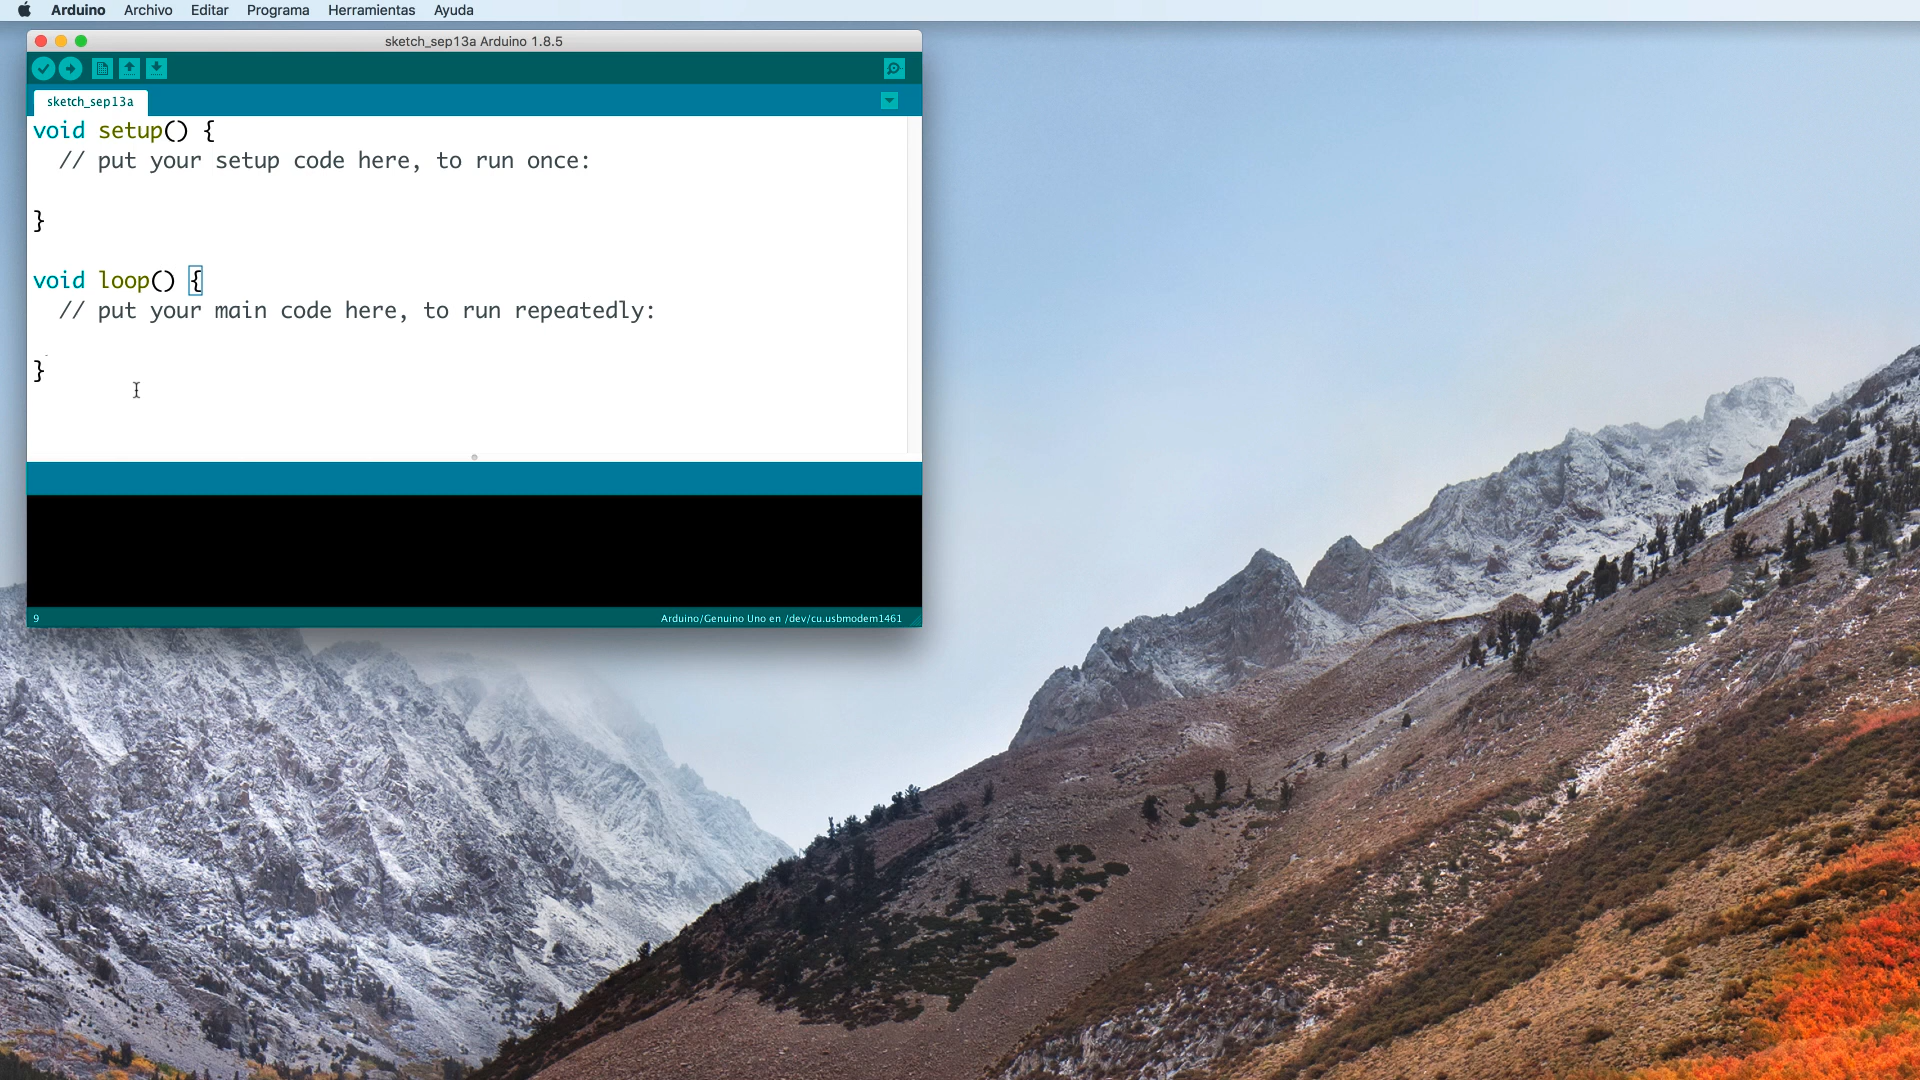 Arduino Archivo Editar Programa Herramientas Ayuda
sketch_sep13a Arduino 1.8.5
sketch_sep13a
void setup() {
  // put your setup code here, to run once:
}
void loop() {
  // put your main code here, to run repeatedly:
}
9 Arduino/Genuino Uno en /dev/cu.usbmodem1461